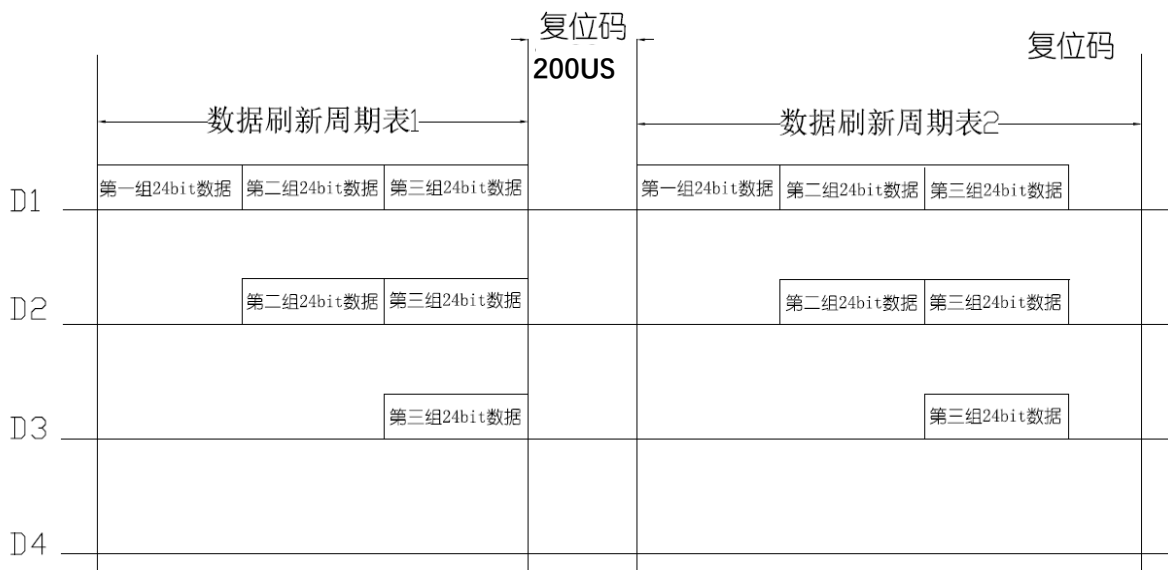 复位码
200US
复位码
数据刷新周期表1
数据刷新周期表2
D1
第一组24bit数据 第二组24bit数据 第三组24bit数据
第一组24bit数据 第二组24bit数据 第三组24bit数据
D2
第二组24bit数据 第三组24bit数据
第二组24bit数据 第三组24bit数据
D3
第三组24bit数据
第三组24bit数据
D4